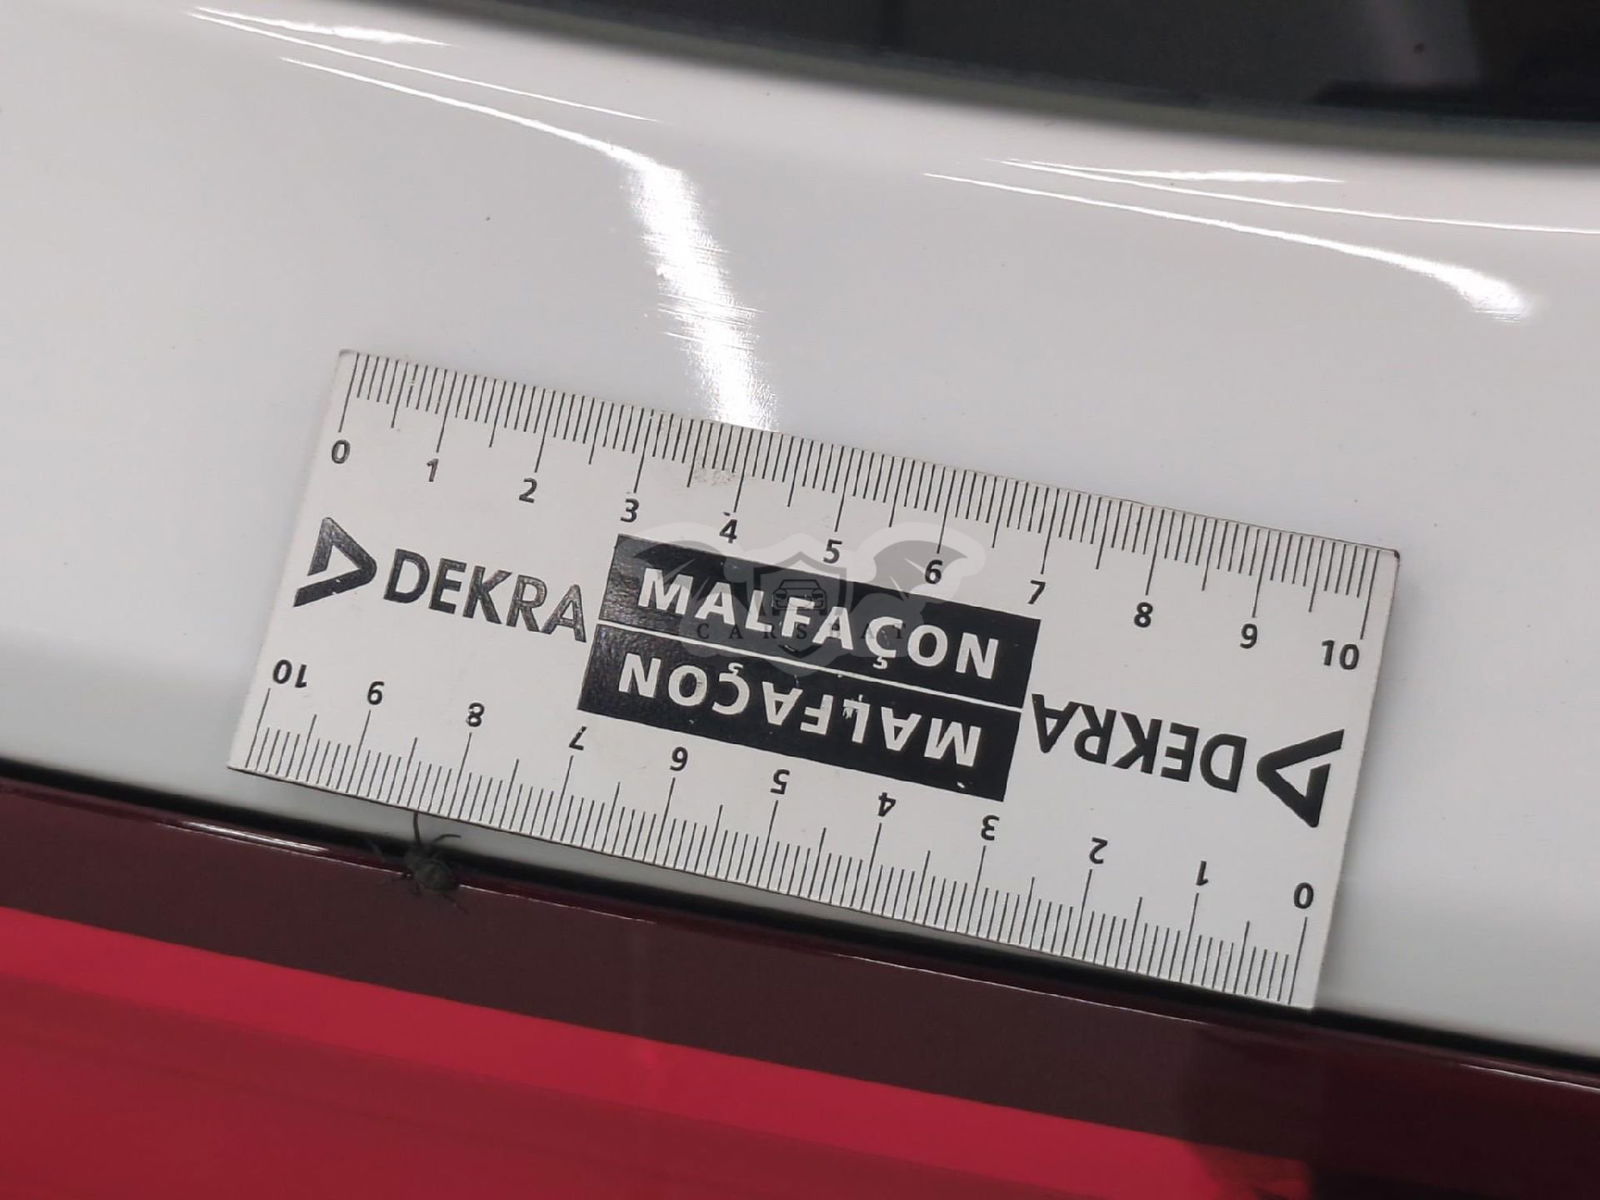 0 1 2 3 4 5 6 7 8 9 10
DEKRA MALFAÇON
MALFAÇON DEKRA
10 9 8 7 6 5 4 3 2 1 0
CARSBAT